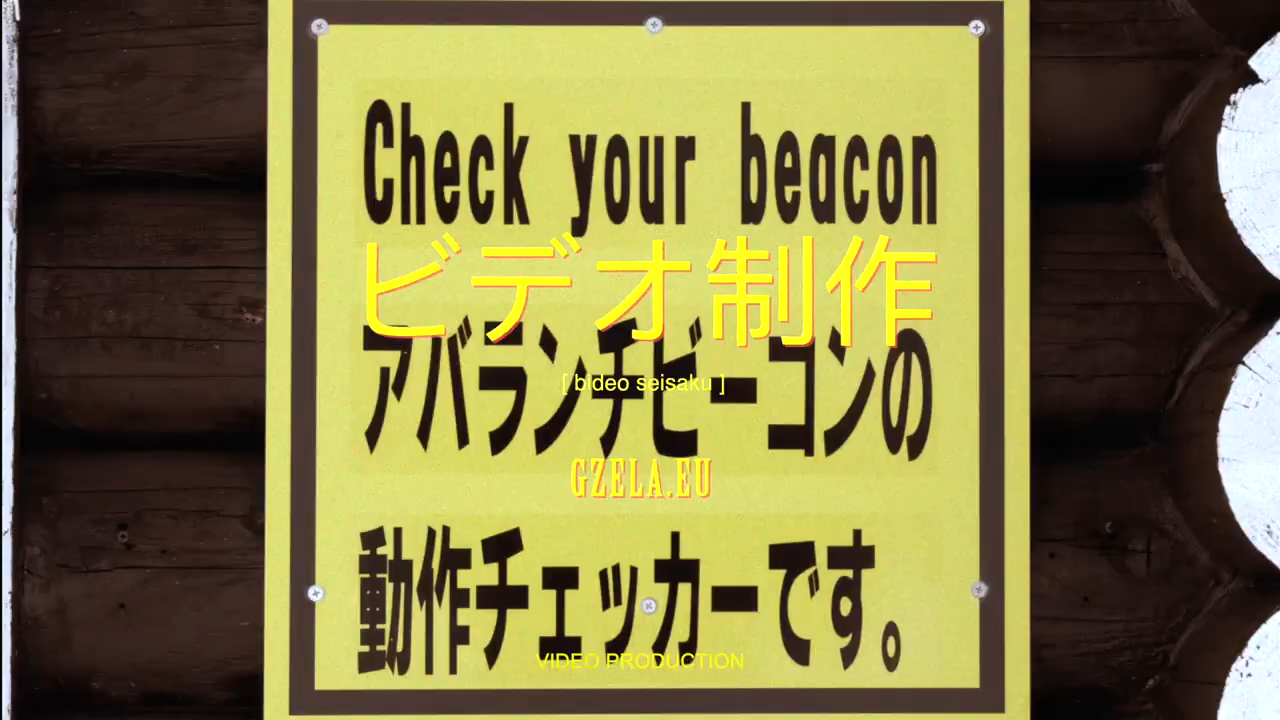 Check your beacon
ビデオ制作
アバランチビーコンの
[ bideo seisaku ]
GZELA.EU
動作チェッカーです。
VIDEO PRODUCTION